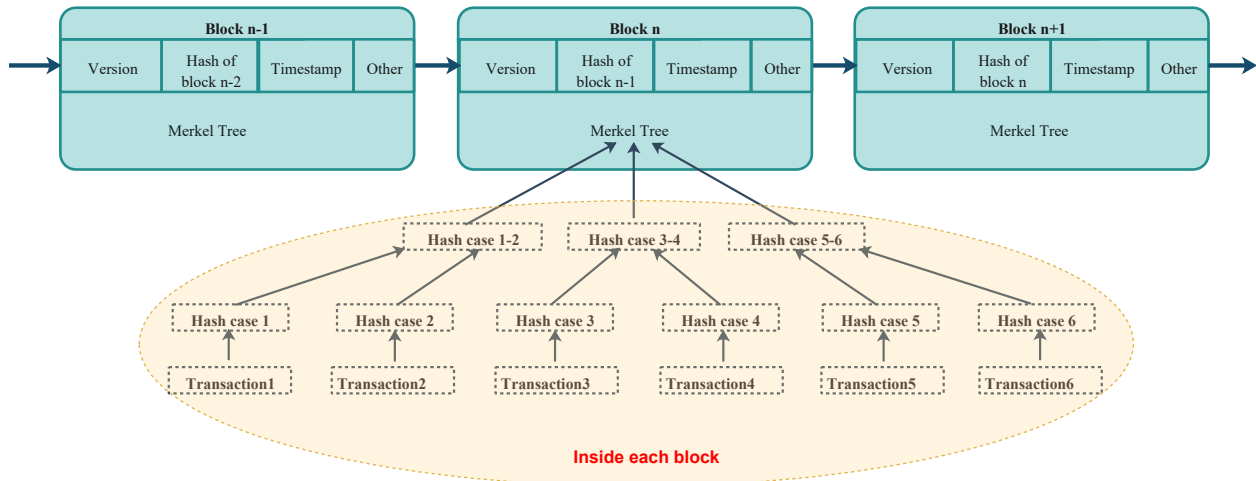 Block n-1
Block n
Block n+1
Version
Hash of
block n-2
Timestamp
Other
Version
Hash of
block n-1
Timestamp
Other
Version
Hash of
block n
Timestamp
Other
Merkel Tree
Merkel Tree
Merkel Tree
Hash case 1-2
Hash case 3-4
Hash case 5-6
Hash case 1
Hash case 2
Hash case 3
Hash case 4
Hash case 5
Hash case 6
Transaction1
Transaction2
Transaction3
Transaction4
Transaction5
Transaction6
Inside each block